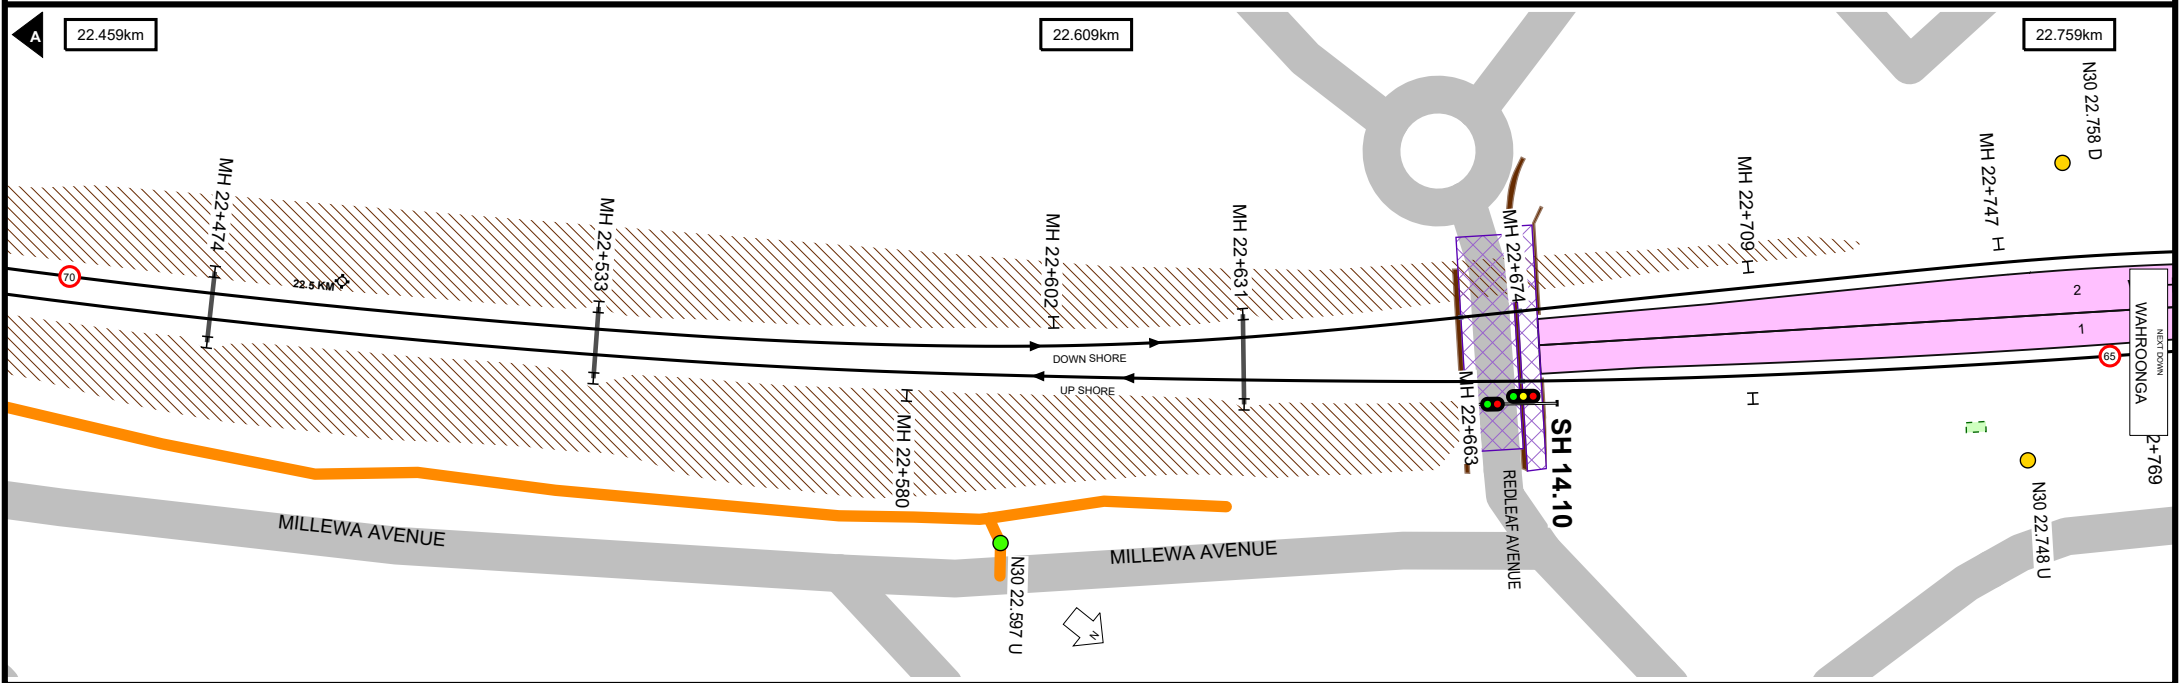 A
22.459km
22.609km
22.759km
N30 22.758 D
MH 22+474
MH 22+533
MH 22+602
MH 22+631
MH 22+674
MH 22+709
MH 22+747
70
22.5 KM
DOWN SHORE
UP SHORE
2
1
65
WAHROONGA
NEXT DOWN
2+769
MH 22+580
MH 22+663
SH 14.10
REDLEAF AVENUE
MILLEWA AVENUE
MILLEWA AVENUE
N30 22.597 U
N30 22.748 U
N